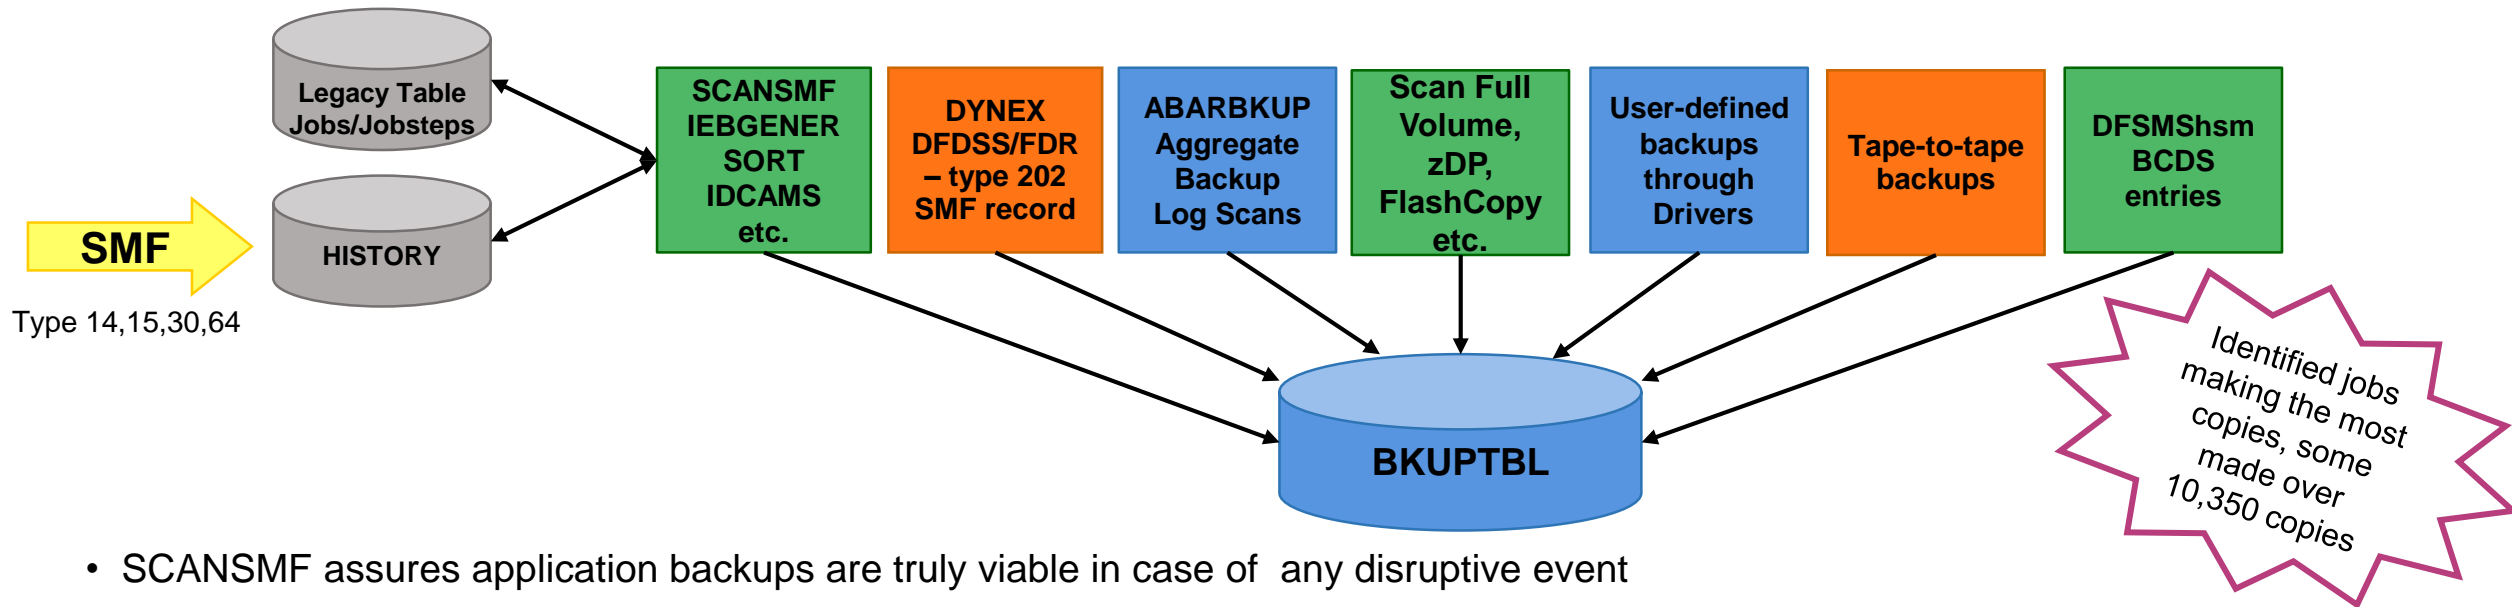 Legacy Table
Jobs/Jobsteps
SMF
HISTORY
Type 14,15,30,64
SCANSMF
IEBGENER
SORT
IDCAMS
etc.
DYNEX
DFDSS/FDR
– type 202
SMF record
ABARBKUP
Aggregate
Backup
Log Scans
Scan Full
Volume,
zDP,
FlashCopy
etc.
User-defined
backups
through
Drivers
Tape-to-tape
backups
DFSMShsm
BCDS
entries
BKUPTBL
Identified jobs
making the most
copies, some
made over
10,350 copies
• SCANSMF assures application backups are truly viable in case of  any disruptive event